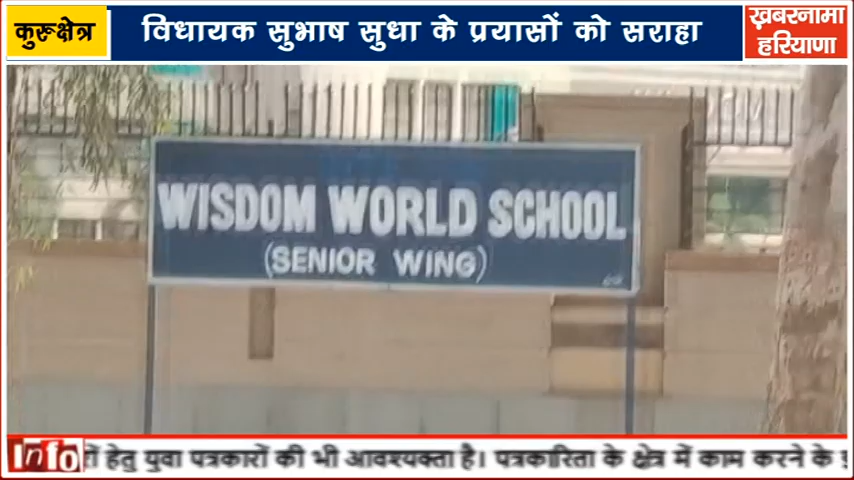 कुरूक्षेत्र
विधायक सुभाष सुधा के प्रयासों को सराहा
ख़बरनामा
हरियाणा
WISDOM WORLD SCHOOL
(SENIOR WING)
Info
हेतु युवा पत्रकारों की भी आवश्यकता है। पत्रकारिता के क्षेत्र में काम करने के